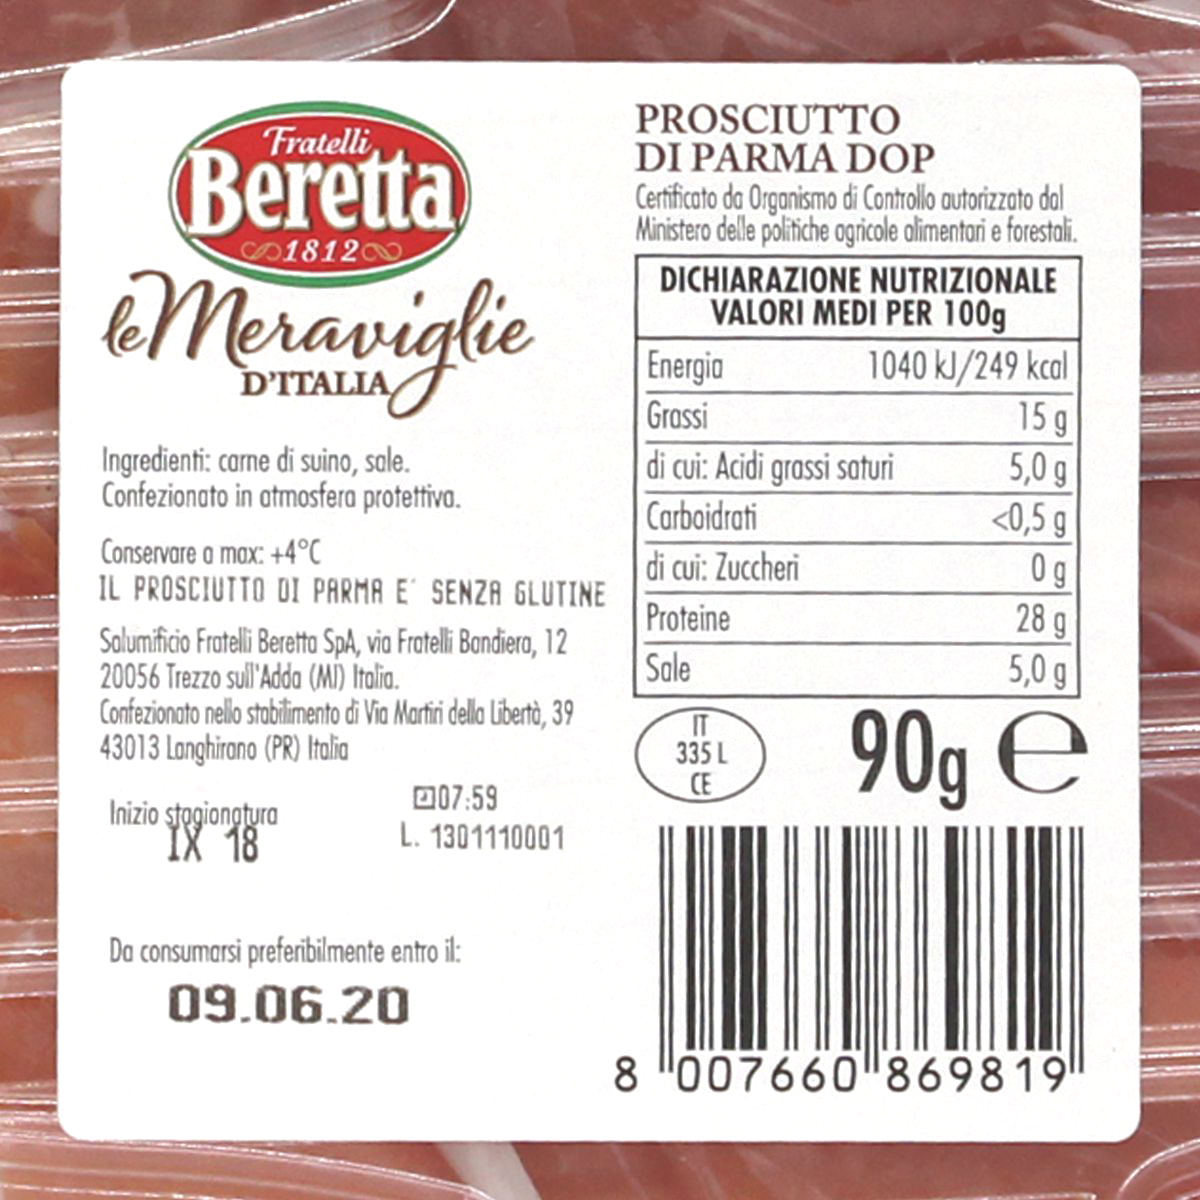 Fratelli
Beretta
1812
le Meraviglie
D'ITALIA
Ingredienti: carne di suino, sale.
Confezionato in atmosfera protettiva.
Conservare a max: +4°C
IL PROSCIUTTO DI PARMA E' SENZA GLUTINE
Salumificio Fratelli Beretta SpA, via Fratelli Bandiera, 12
20056 Trezzo sull'Adda (MI) Italia.
Confezionato nello stabilimento di Via Martiri della Libertà, 39
43013 Langhirano (PR) Italia
Inizio stagionatura
IX 18
07:59
L. 1301110001
Da consumarsi preferibilmente entro il:
09.06.20
PROSCIUTTO
DI PARMA DOP
Certificato da Organismo di Controllo autorizzato dal
Ministero delle politiche agricole alimentari e forestali.
DICHIARAZIONE NUTRIZIONALE
VALORI MEDI PER 100g
Energia 1040 kJ/249 kcal
Grassi 15 g
di cui: Acidi grassi saturi 5,0 g
Carboidrati <0,5 g
di cui: Zuccheri 0 g
Proteine 28 g
Sale 5,0 g
IT
335 L
CE
90g e
8 007660 869819